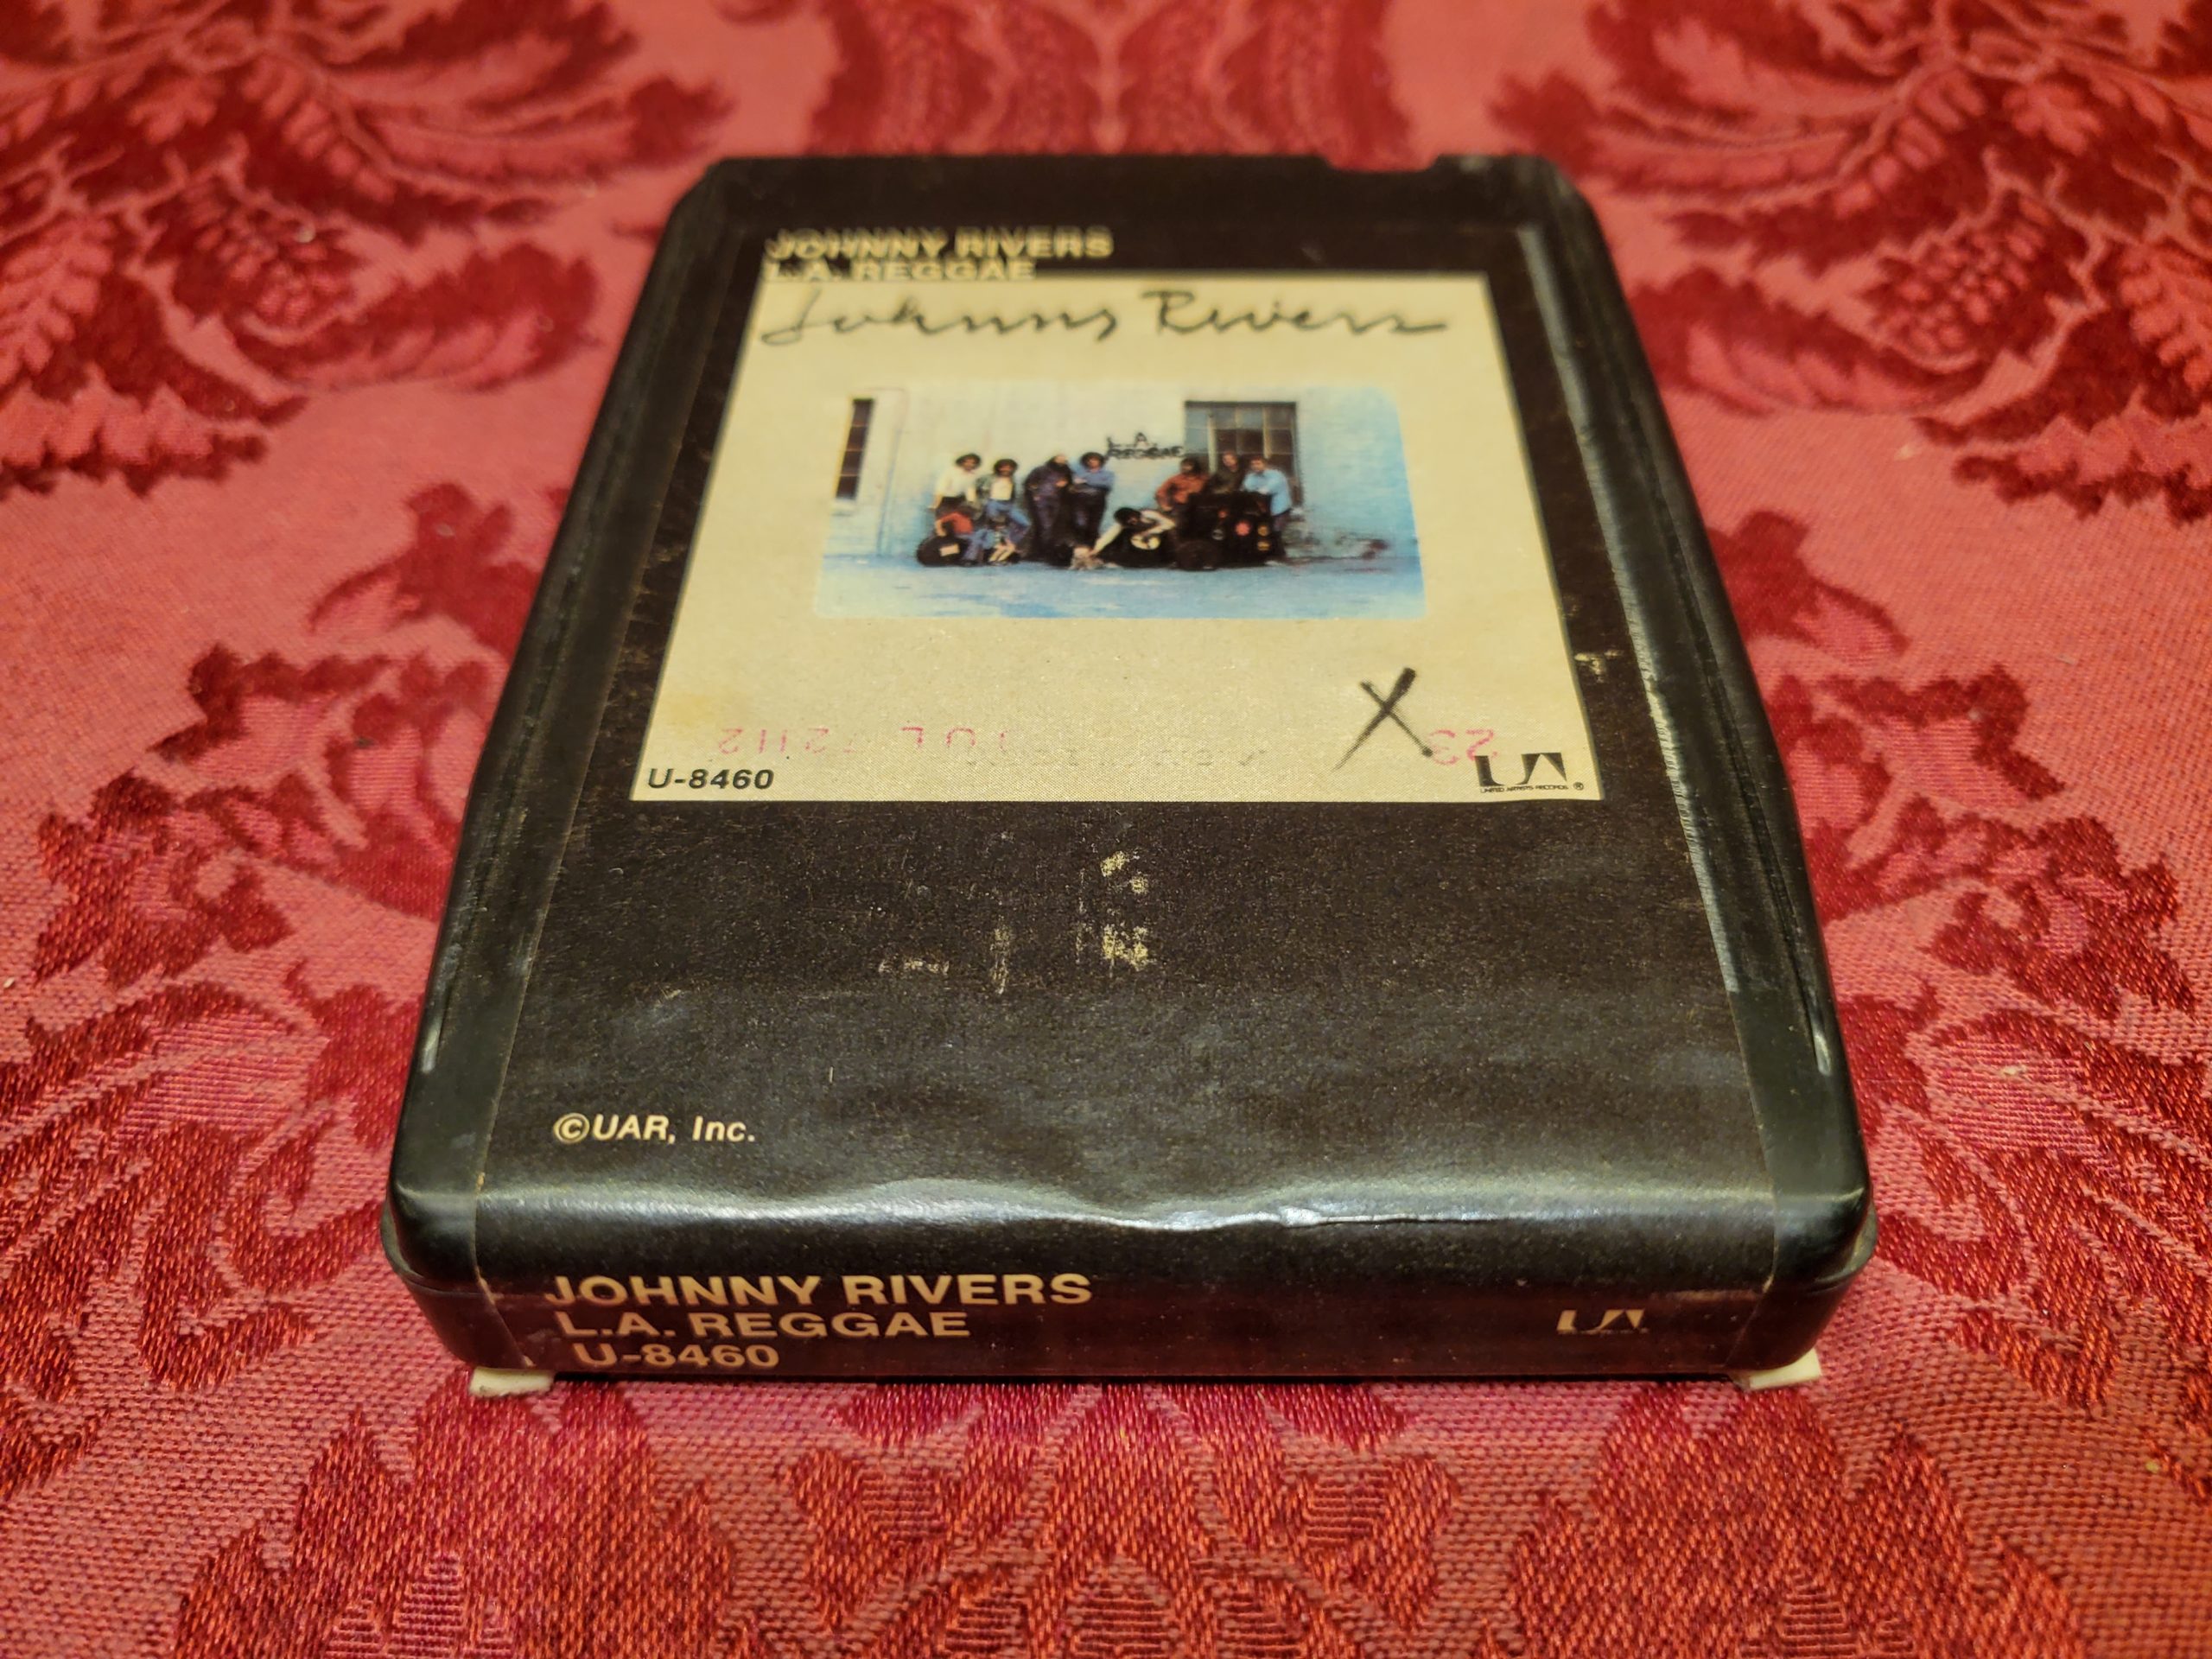 JOHNNY RIVERS
L.A. REGGAE
Johnny Rivers
L.A.
REGGAE
X
U-8460
UA
UNITED ARTISTS RECORDS ®
©UAR, Inc.
JOHNNY RIVERS
L.A. REGGAE
U-8460
UA